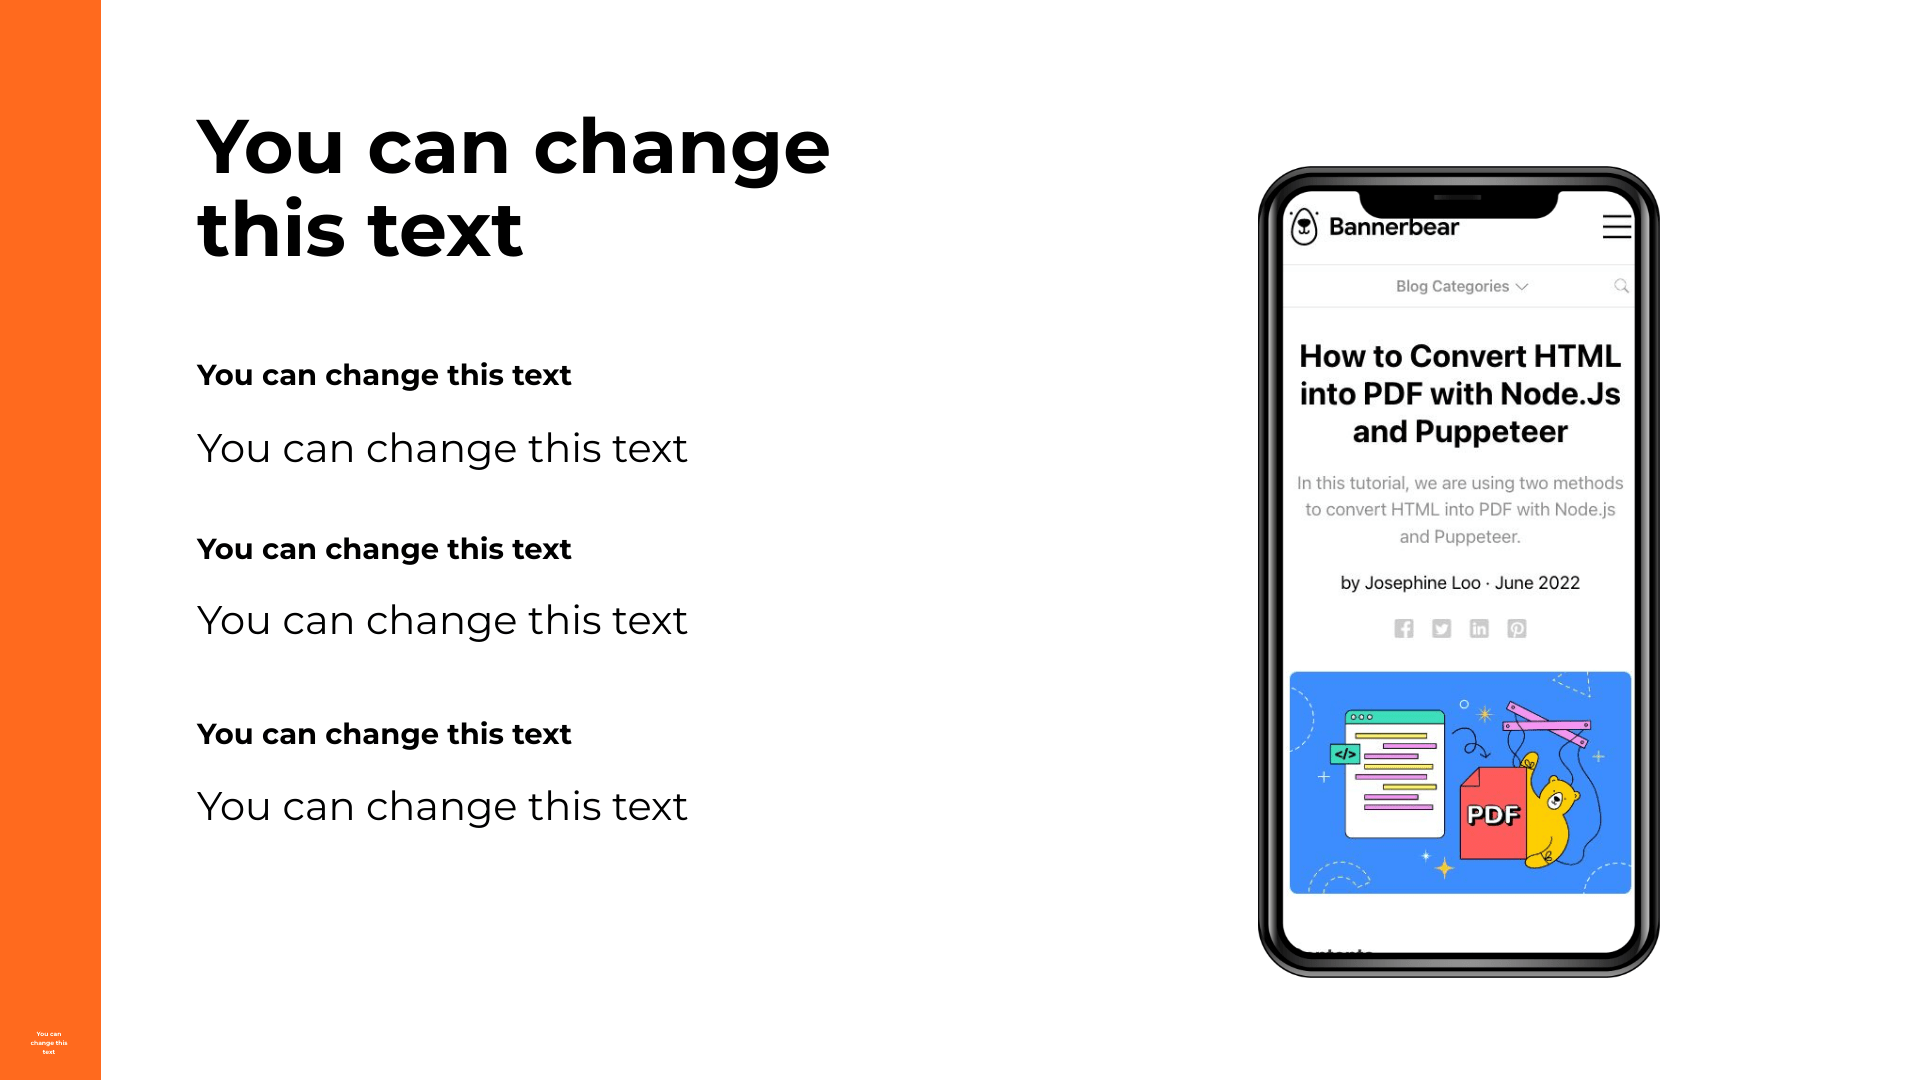 You can change
this text
You can change this text
You can change this text
You can change this text
You can change this text
You can change this text
You can change this text
You can
change this
text
Bannerbear
Blog Categories
How to Convert HTML
into PDF with Node.Js
and Puppeteer
In this tutorial, we are using two methods
to convert HTML into PDF with Node.js
and Puppeteer.
by Josephine Loo · June 2022
</>
PDF